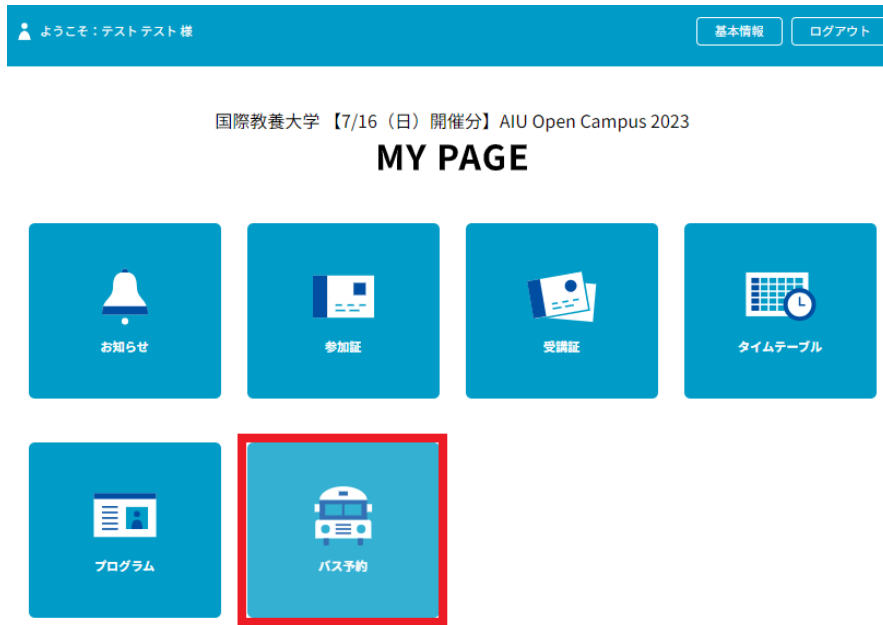 ようこそ：テスト テスト 様
基本情報
ログアウト
国際教養大学 【7/16（日）開催分】AIU Open Campus 2023
MY PAGE
お知らせ
参加証
受講証
タイムテーブル
プログラム
バス予約